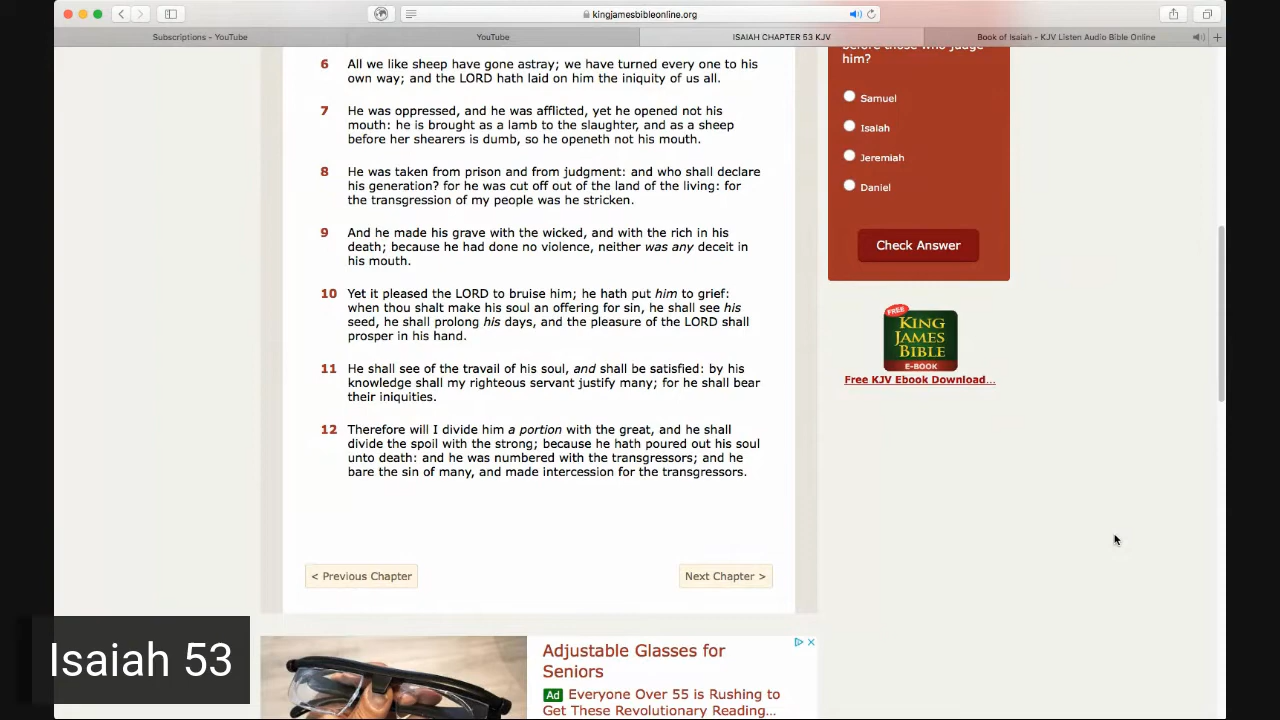 kingjamesbibleonline.org
Subscriptions - YouTube
YouTube
ISAIAH CHAPTER 53 KJV
Book of Isaiah - KJV Listen Audio Bible Online
6 All we like sheep have gone astray; we have turned every one to his
own way; and the LORD hath laid on him the iniquity of us all.
7 He was oppressed, and he was afflicted, yet he opened not his
mouth: he is brought as a lamb to the slaughter, and as a sheep
before her shearers is dumb, so he openeth not his mouth.
8 He was taken from prison and from judgment: and who shall declare
his generation? for he was cut off out of the land of the living: for
the transgression of my people was he stricken.
9 And he made his grave with the wicked, and with the rich in his
death; because he had done no violence, neither was any deceit in
his mouth.
10 Yet it pleased the LORD to bruise him; he hath put him to grief:
when thou shalt make his soul an offering for sin, he shall see his
seed, he shall prolong his days, and the pleasure of the LORD shall
prosper in his hand.
11 He shall see of the travail of his soul, and shall be satisfied: by his
knowledge shall my righteous servant justify many; for he shall bear
their iniquities.
12 Therefore will I divide him a portion with the great, and he shall
divide the spoil with the strong; because he hath poured out his soul
unto death: and he was numbered with the transgressors; and he
bare the sin of many, and made intercession for the transgressors.
< Previous Chapter
Next Chapter >
before those who judge
him?
Samuel
Isaiah
Jeremiah
Daniel
Check Answer
FREE
KING
JAMES
BIBLE
E-BOOK
Free KJV Ebook Download...
Adjustable Glasses for
Seniors
Ad Everyone Over 55 is Rushing to
Get These Revolutionary Reading...
Isaiah 53